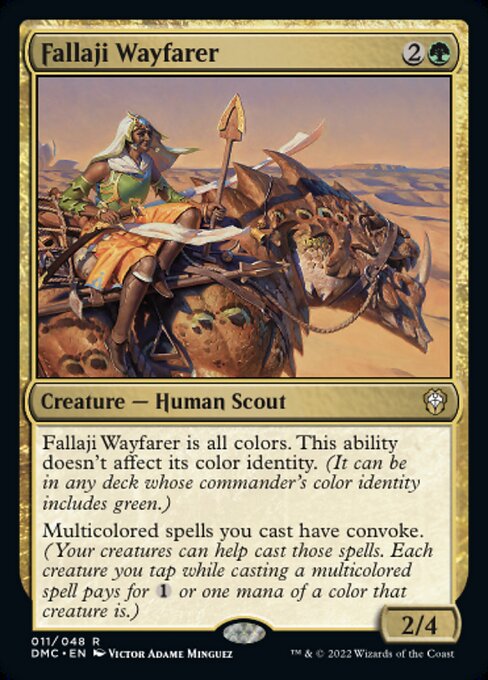 Fallaji Wayfarer 2
Creature — Human Scout
Fallaji Wayfarer is all colors. This ability
doesn't affect its color identity. (It can be
in any deck whose commander's color identity
includes green.)
Multicolored spells you cast have convoke.
(Your creatures can help cast those spells. Each
creature you tap while casting a multicolored
spell pays for 1 or one mana of a color that
creature is.)
2/4
011/048 R
DMC • EN Victor Adame Minguez
™ & © 2022 Wizards of the Coast